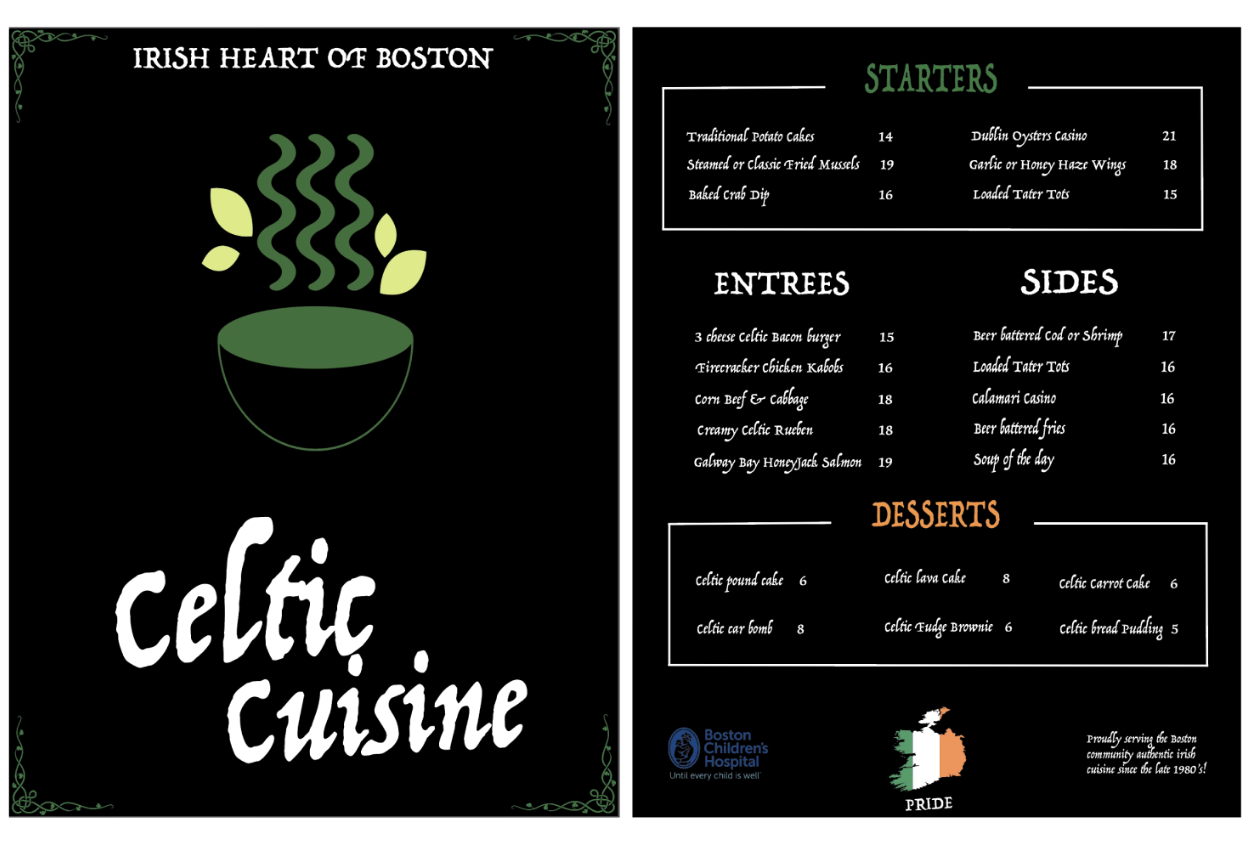 IRISH HEART OF BOSTON
Celtic
Cuisine
STARTERS
Traditional Potato Cakes 14
Dublin Oysters Casino 21
Steamed or Classic Fried Mussels 19
Garlic or Honey Haze Wings 18
Baked Crab Dip 16
Loaded Tater Tots 15
ENTREES
3 cheese Celtic Bacon burger 15
Firecracker Chicken Kabobs 16
Corn Beef & Cabbage 18
Creamy Celtic Rueben 18
Galway Bay HoneyJack Salmon 19
SIDES
Beer battered Cod or Shrimp 17
Loaded Tater Tots 16
Calamari Casino 16
Beer battered fries 16
Soup of the day 16
DESSERTS
Celtic pound cake 6
Celtic lava Cake 8
Celtic Carrot Cake 6
Celtic car bomb 8
Celtic Fudge Brownie 6
Celtic bread Pudding 5
Boston
Children's
Hospital
Until every child is well™
PRIDE
Proudly serving the Boston
community authentic irish
cuisine since the late 1980's!